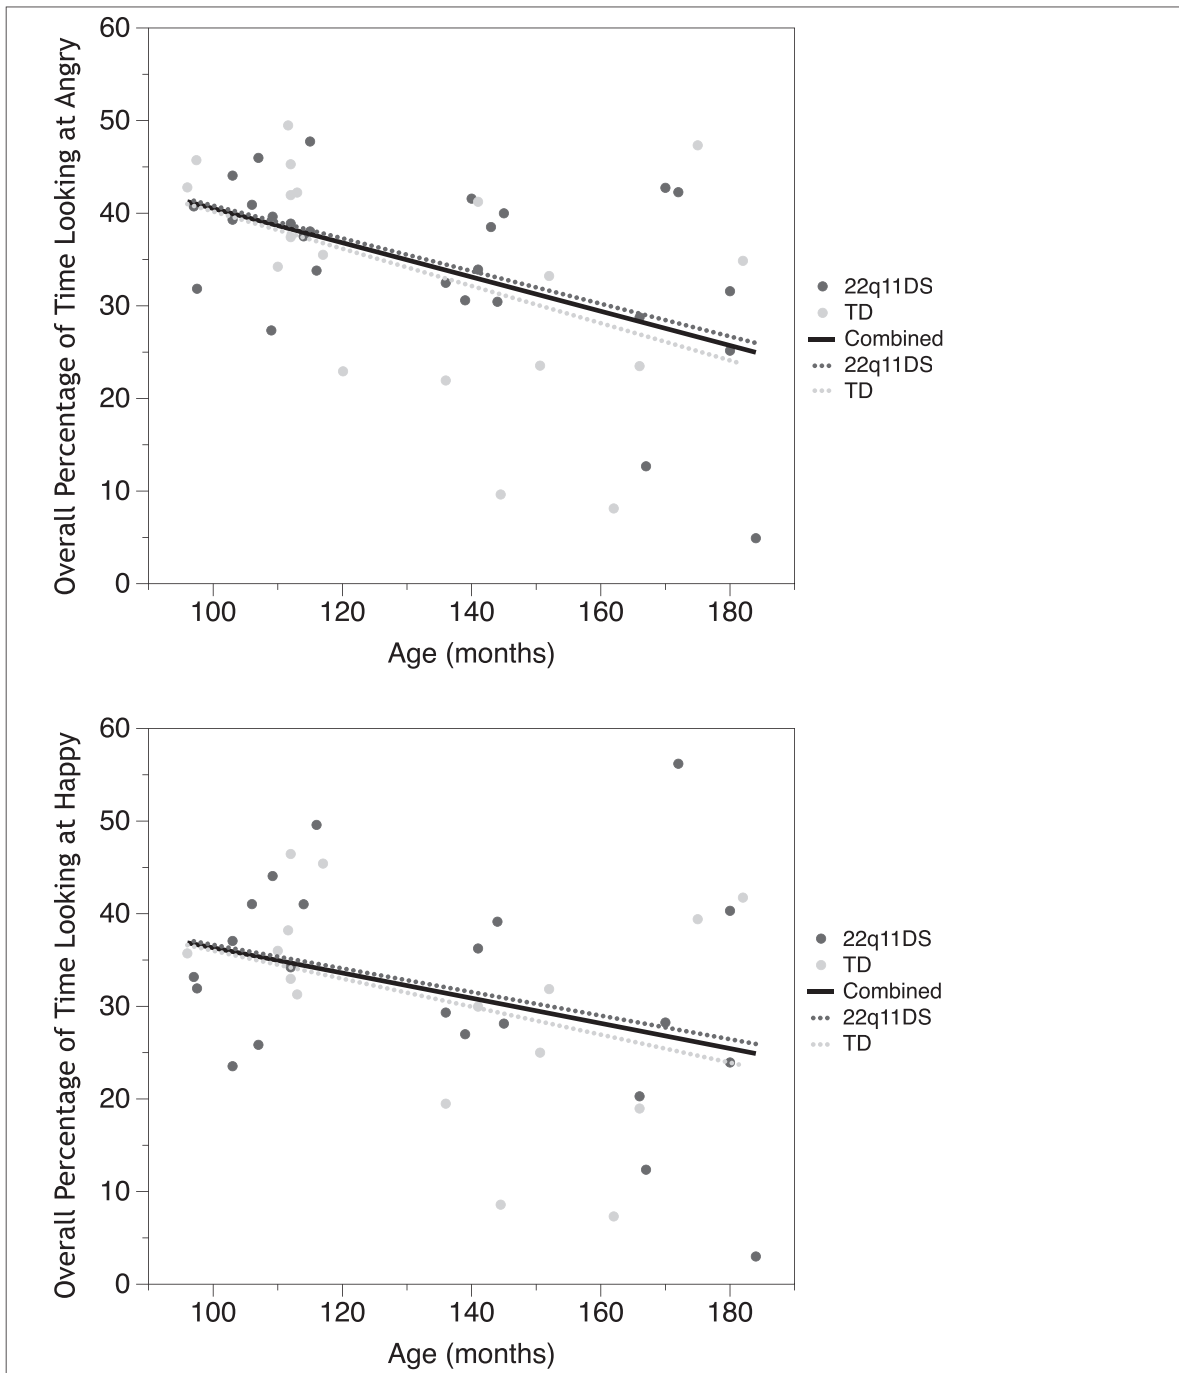 Overall Percentage of Time Looking at Angry
60
50
40
30
20
10
0
100 120 140 160 180
Age (months)
22q11DS
TD
Combined
22q11DS
TD
Overall Percentage of Time Looking at Happy
60
50
40
30
20
10
0
100 120 140 160 180
Age (months)
22q11DS
TD
Combined
22q11DS
TD